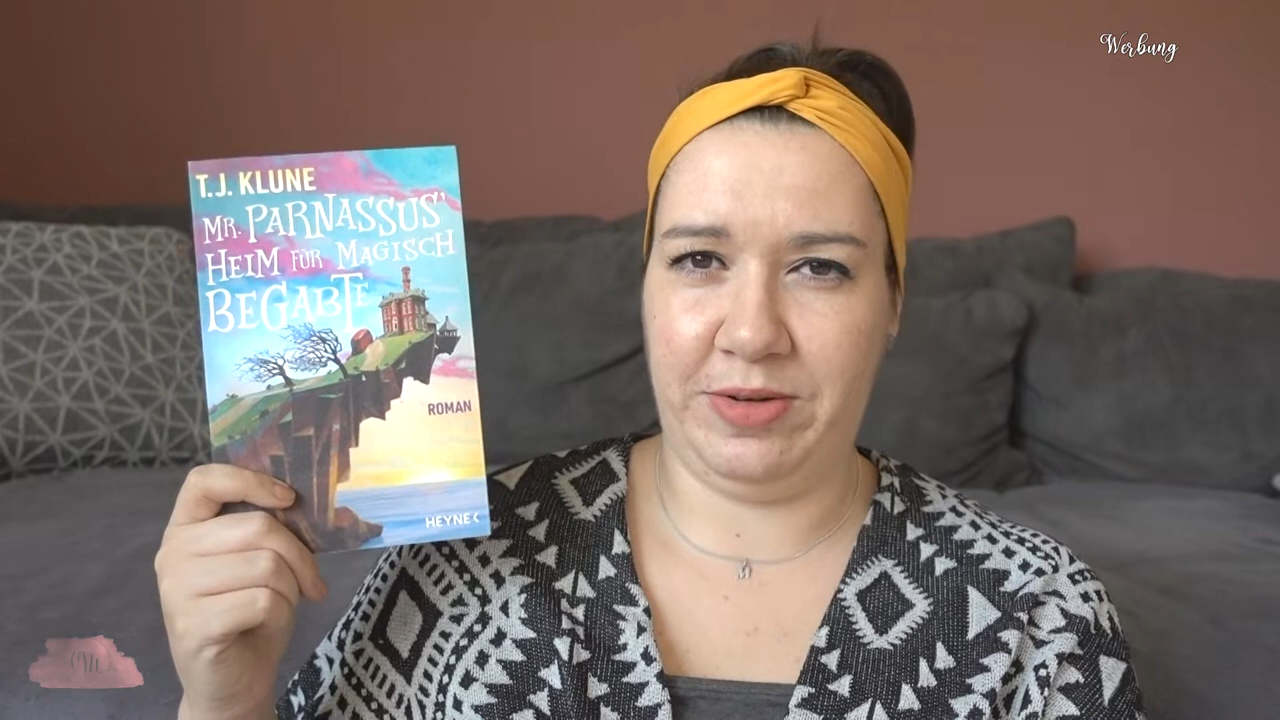 Werbung
T.J. KLUNE
MR. PARNASSUS'
HEIM FÜR MAGISCH
BEGABTE
ROMAN
HEYNE<